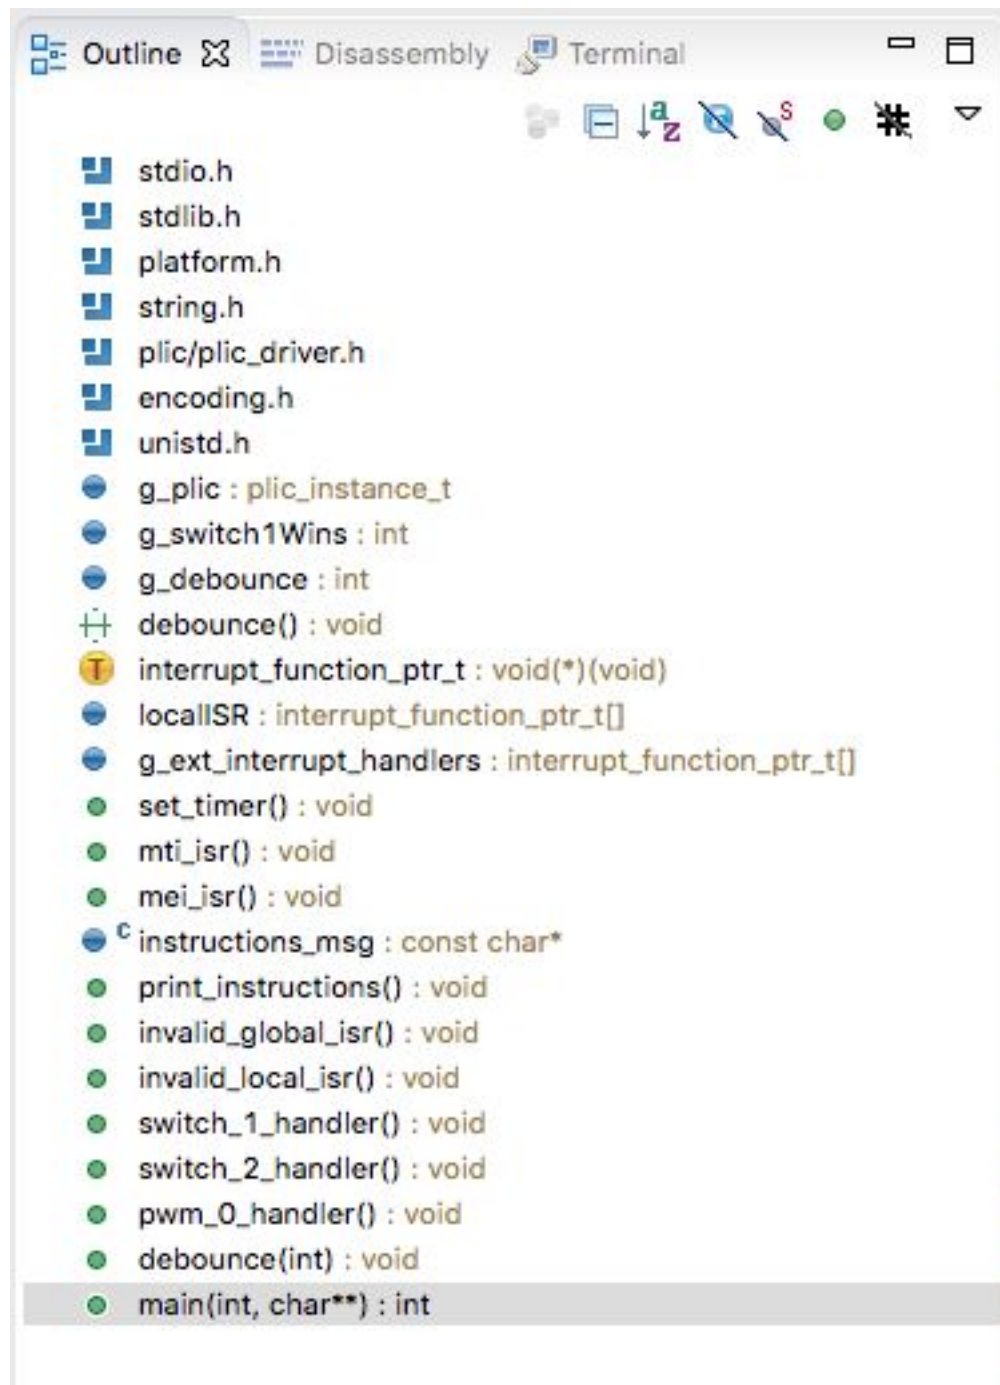 Outline Disassembly Terminal
stdio.h
stdlib.h
platform.h
string.h
plic/plic_driver.h
encoding.h
unistd.h
g_plic : plic_instance_t
g_switch1Wins : int
g_debounce : int
debounce() : void
interrupt_function_ptr_t : void(*)(void)
localISR : interrupt_function_ptr_t[]
g_ext_interrupt_handlers : interrupt_function_ptr_t[]
set_timer() : void
mti_isr() : void
mei_isr() : void
C instructions_msg : const char*
print_instructions() : void
invalid_global_isr() : void
invalid_local_isr() : void
switch_1_handler() : void
switch_2_handler() : void
pwm_0_handler() : void
debounce(int) : void
main(int, char**) : int